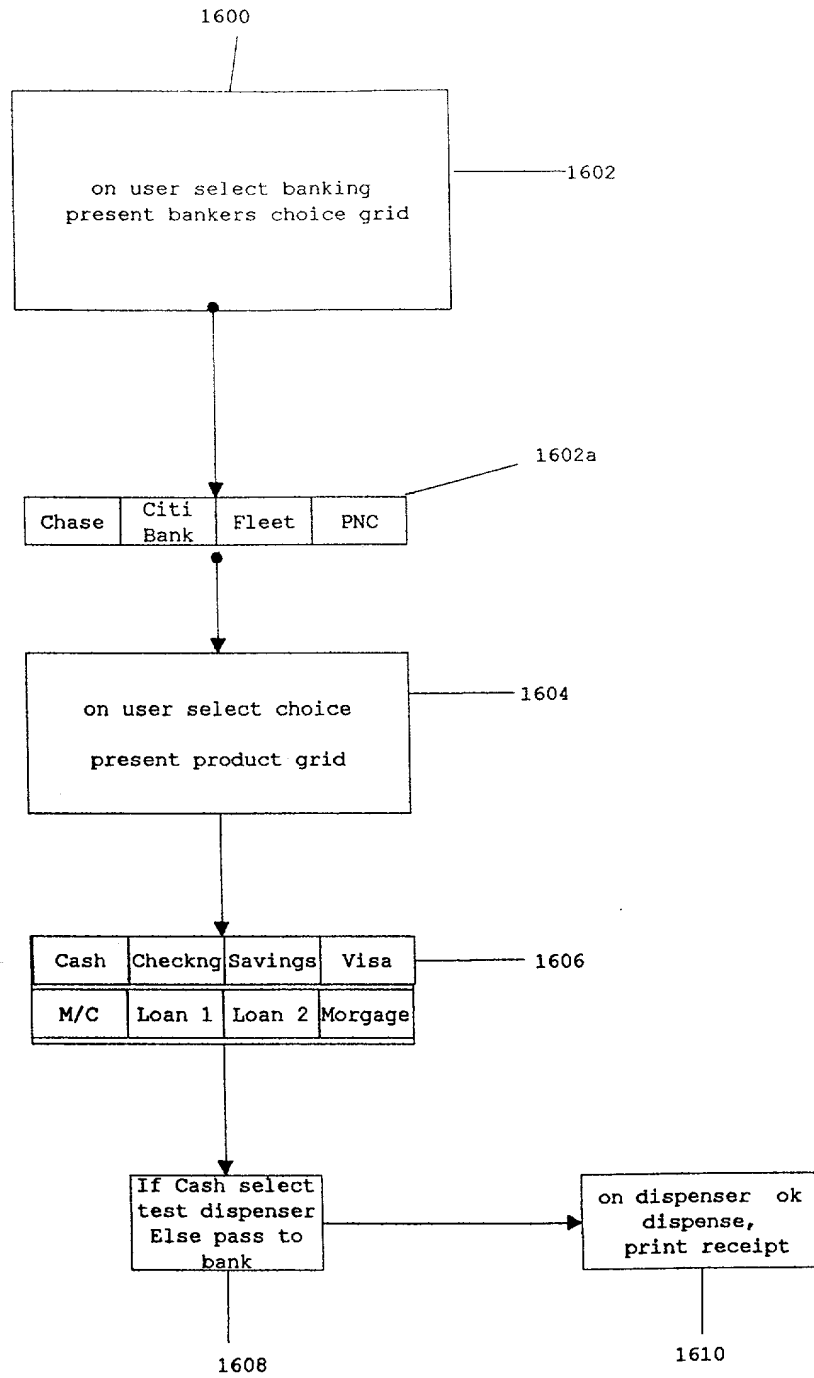 1600
on user select banking
present bankers choice grid
1602
1602a
Chase
Citi
Bank
Fleet
PNC
on user select choice
present product grid
1604
Cash
Checkng
Savings
Visa
1606
M/C
Loan 1
Loan 2
Morgage
If Cash select
test dispenser
Else pass to
bank
on dispenser ok
dispense,
print receipt
1608
1610